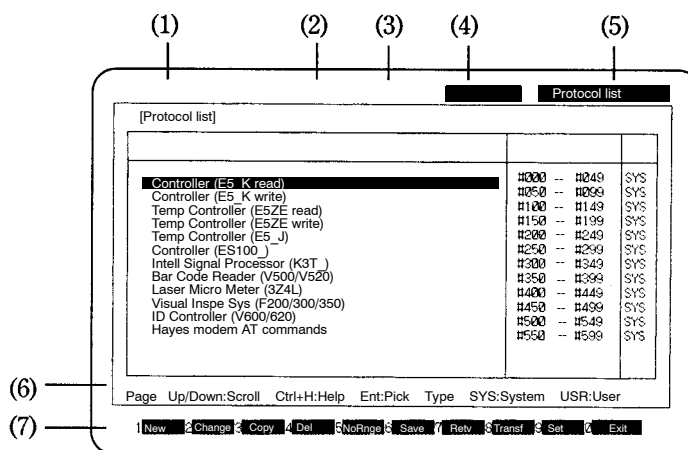 (1) (2) (3) (4) (5)
Protocol list
[Protocol list]
Controller (E5_K read) #000 -- #049 SYS
Controller (E5_K write) #050 -- #099 SYS
Temp Controller (E5ZE read) #100 -- #149 SYS
Temp Controller (E5ZE write) #150 -- #199 SYS
Temp Controller (E5_J) #200 -- #249 SYS
Controller (ES100_) #250 -- #299 SYS
Intell Signal Processor (K3T_) #300 -- #349 SYS
Bar Code Reader (V500/V520) #350 -- #399 SYS
Laser Micro Meter (3Z4L) #400 -- #449 SYS
Visual Inspe Sys (F200/300/350) #450 -- #499 SYS
ID Controller (V600/620) #500 -- #549 SYS
Hayes modem AT commands #550 -- #599 SYS
(6) Page Up/Down:Scroll Ctrl+H:Help Ent:Pick Type SYS:System USR:User
(7) 1 New 2 Change 3 Copy 4 Del 5 NoRnge 6 Save 7 Retv 8 Transf 9 Set 0 Exit